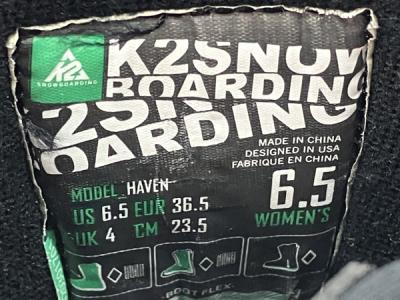 K2
SNOWBOARDING
K2SNOW
BOARDING
K2SN
OARDING
MADE IN CHINA
DESIGNED IN USA
FABRIQUE EN CHINA
MODEL HAVEN
US 6.5 EUR 36.5
UK 4 CM 23.5
6.5
WOMEN'S
BOOT FLEX: